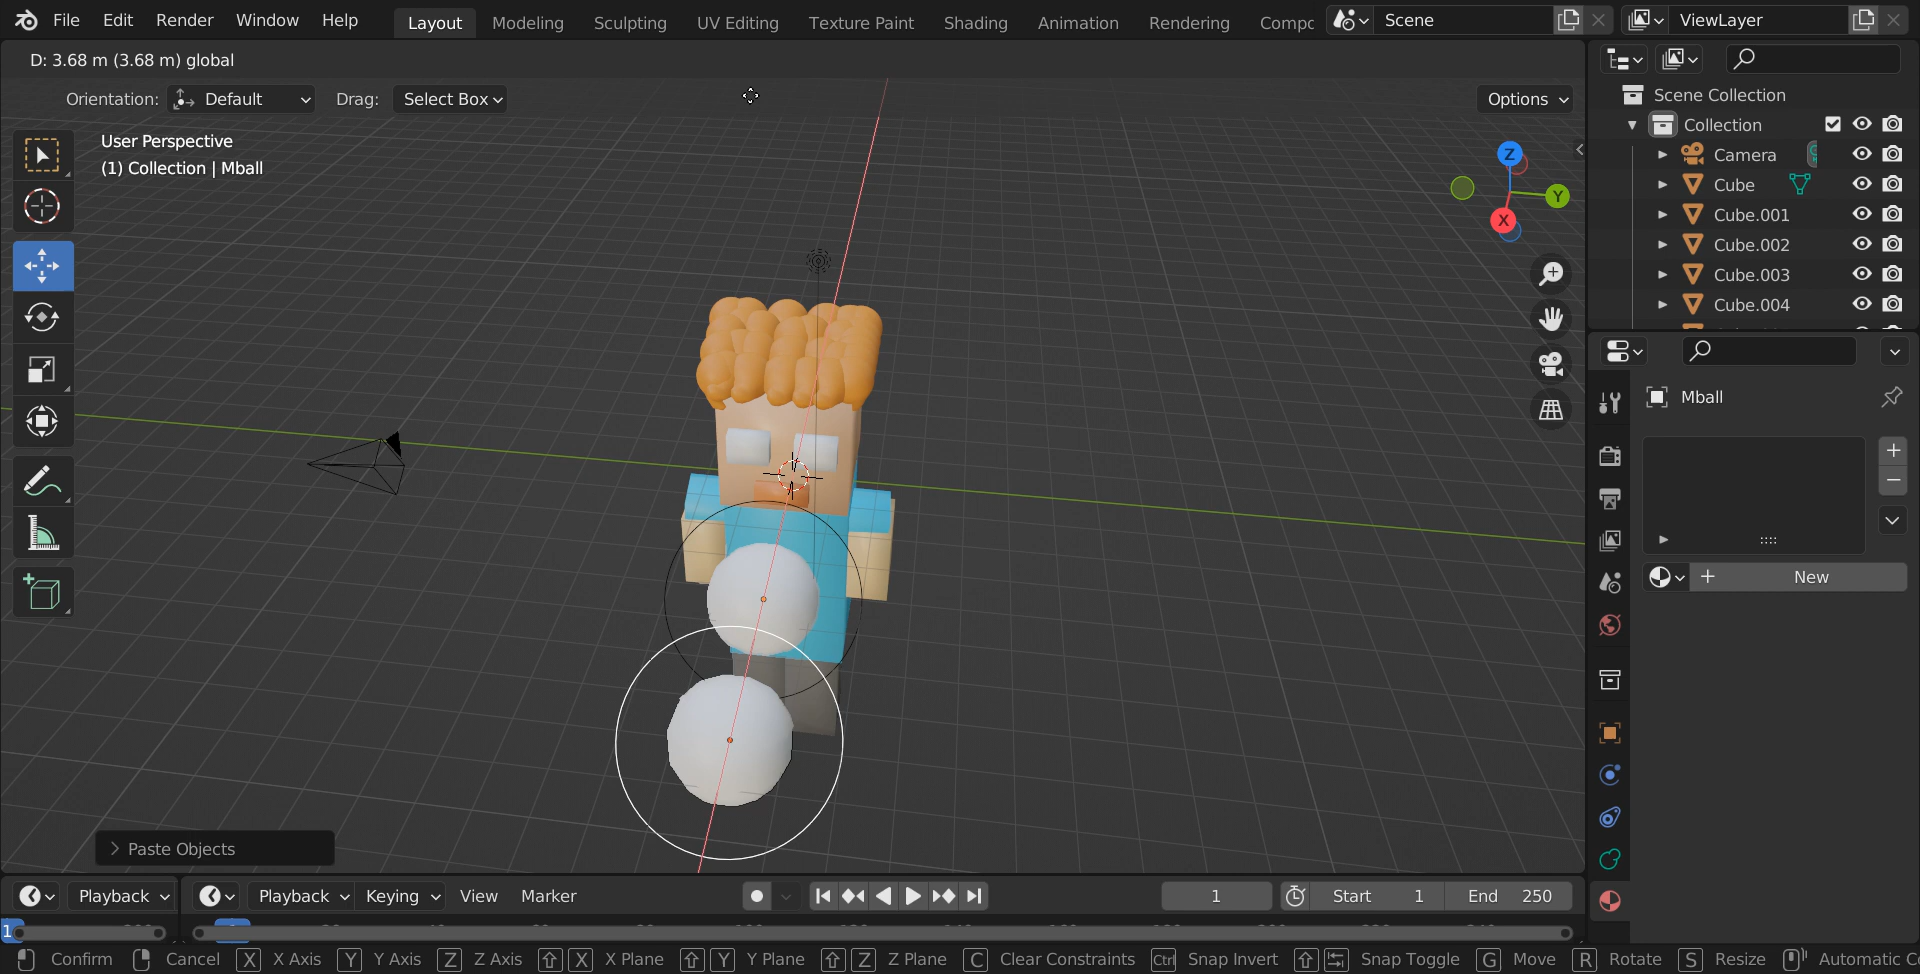 File Edit Render Window Help Layout Modeling Sculpting UV Editing Texture Paint Shading Animation Rendering Compc Scene ViewLayer
D: 3.68 m (3.68 m) global
Orientation: Default Drag: Select Box Options
User Perspective
(1) Collection | Mball
Z
Y
X
Scene Collection
Collection
Camera
Cube
Cube.001
Cube.002
Cube.003
Cube.004
Mball
New
Paste Objects
Playback Playback Keying View Marker 1 Start 1 End 250
1
Confirm Cancel X X Axis Y Y Axis Z Z Axis X X Plane Y Y Plane Z Z Plane C Clear Constraints Ctrl Snap Invert Snap Toggle G Move R Rotate S Resize Automatic Co